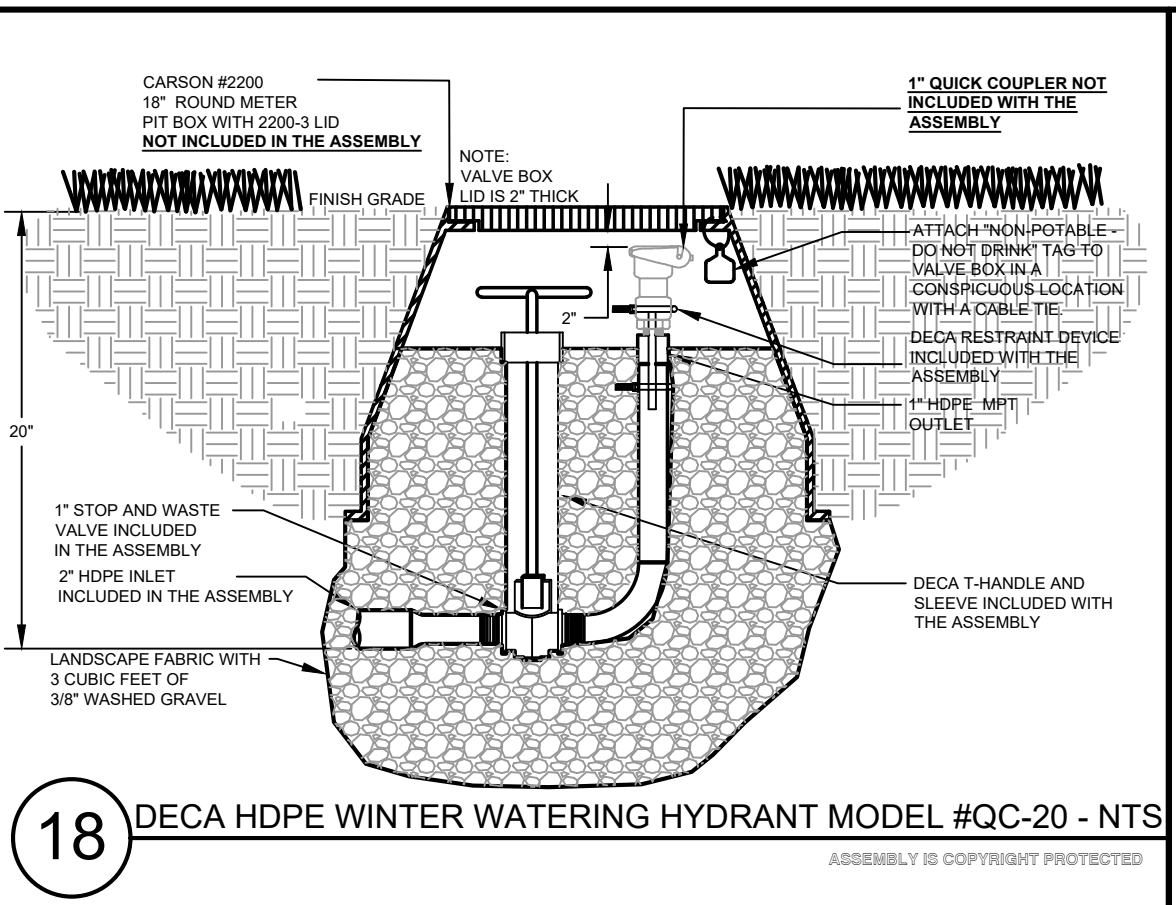 CARSON #2200
18" ROUND METER
PIT BOX WITH 2200-3 LID
NOT INCLUDED IN THE ASSEMBLY
1" QUICK COUPLER NOT
INCLUDED WITH THE
ASSEMBLY
NOTE:
VALVE BOX
LID IS 2" THICK
FINISH GRADE
ATTACH "NON-POTABLE -
DO NOT DRINK" TAG TO
VALVE BOX IN A
CONSPICUOUS LOCATION
WITH A CABLE TIE.
2"
DECA RESTRAINT DEVICE
INCLUDED WITH THE
ASSEMBLY
1" HDPE MPT
OUTLET
20"
1" STOP AND WASTE
VALVE INCLUDED
IN THE ASSEMBLY
2" HDPE INLET
INCLUDED IN THE ASSEMBLY
DECA T-HANDLE AND
SLEEVE INCLUDED WITH
THE ASSEMBLY
LANDSCAPE FABRIC WITH
3 CUBIC FEET OF
3/8" WASHED GRAVEL
18
DECA HDPE WINTER WATERING HYDRANT MODEL #QC-20 - NTS
ASSEMBLY IS COPYRIGHT PROTECTED